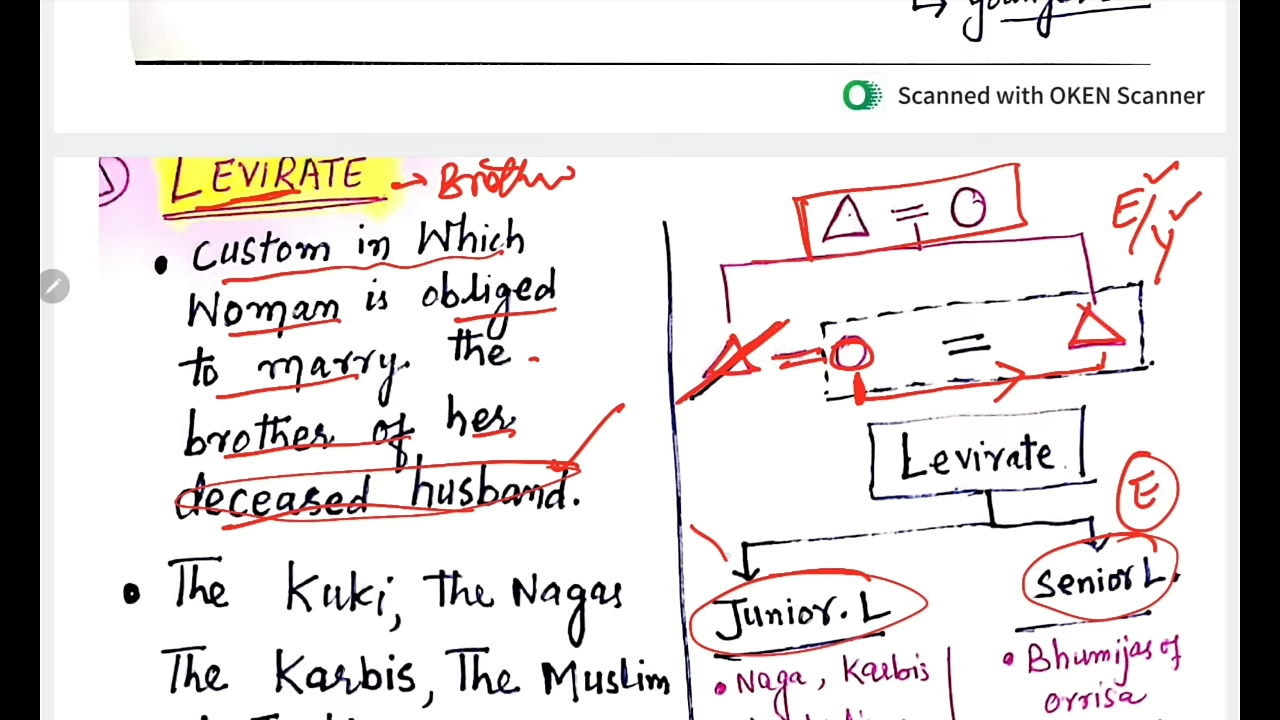 Scanned with OKEN Scanner
LEVIRATE → Brother
• Custom in Which
Woman is obliged
to marry the
brother of her
deceased husband.
• The Kuki, the Nagas
The Karbis, The Muslim
Δ = O
E/Y
Δ = O = Δ
Levirate
E
Junior. L
Senior L.
• Naga, Karbis
• Bhumijas of
orrisa